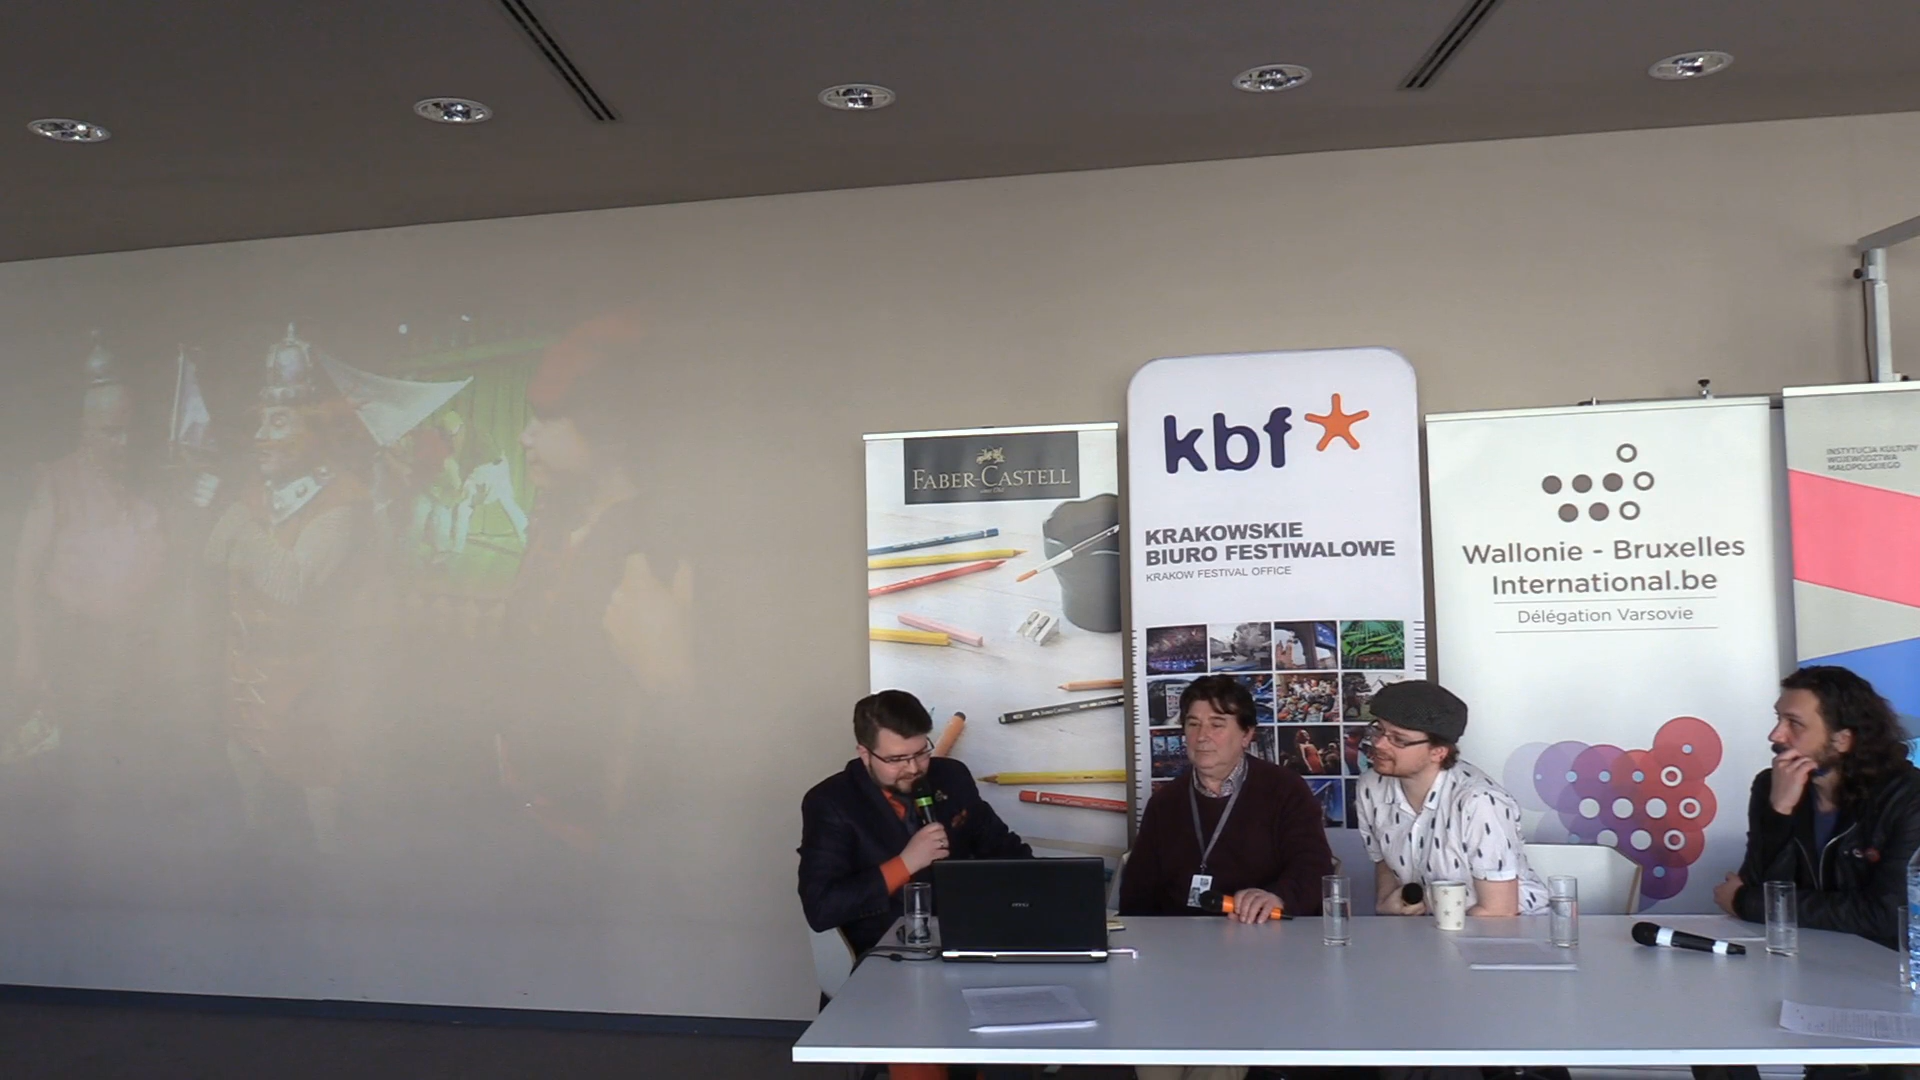 FABER-CASTELL
kbf
KRAKOWSKIE
BIURO FESTIWALOWE
KRAKOW FESTIVAL OFFICE
Wallonie - Bruxelles
International.be
Délégation Varsovie
INSTYTUCJA KULTURY
WOJEWÓDZTWA
MAŁOPOLSKIEGO